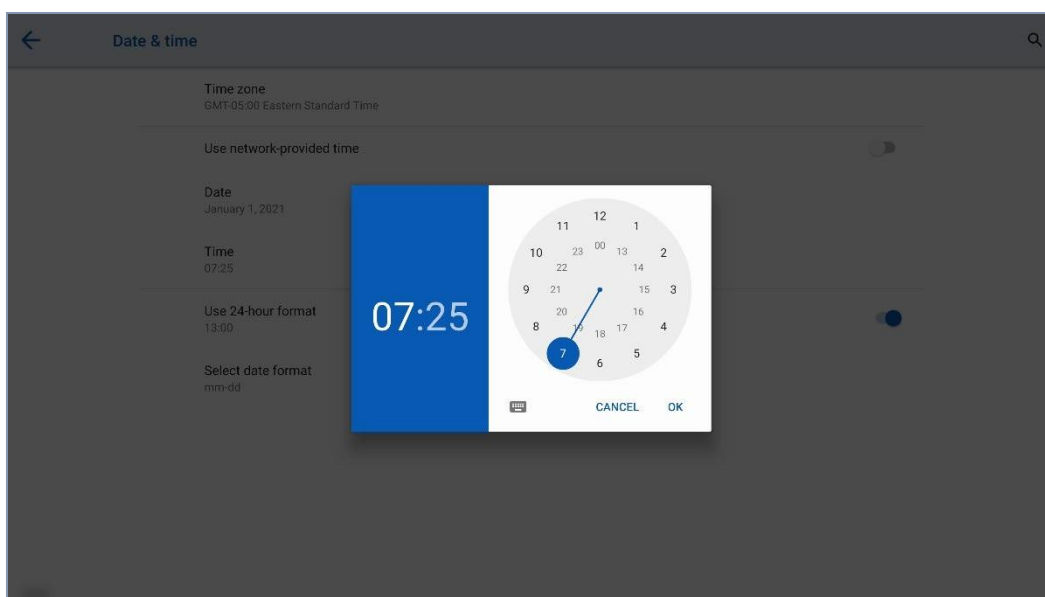 Date & time
Time zone
GMT-05:00 Eastern Standard Time
Use network-provided time
Date
January 1, 2021
Time
07:25
Use 24-hour format
13:00
Select date format
mm-dd
07:25
12
11
1
10
23
00
13
2
22
14
9
21
15
3
20
16
8
19
17
4
18
7
5
6
CANCEL
OK